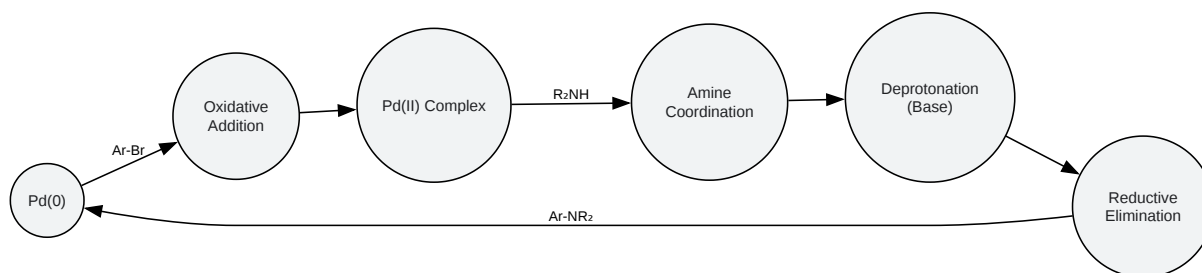 Pd(0)
Ar-Br
Oxidative
Addition
Pd(II) Complex
R₂NH
Amine
Coordination
Deprotonation
(Base)
Reductive
Elimination
Ar-NR₂